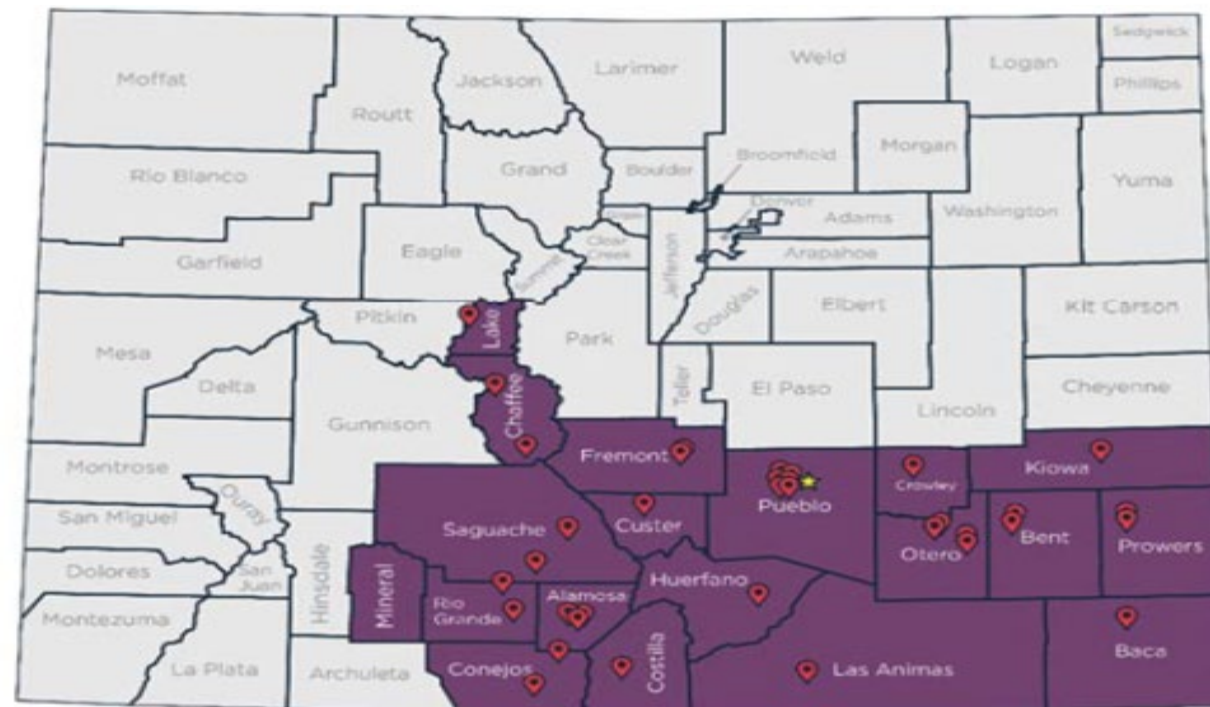 Moffat
Routt
Jackson
Larimer
Weld
Logan
Sedgwick
Phillips
Rio Blanco
Grand
Boulder
Broomfield
Morgan
Yuma
Washington
Denver
Adams
Arapahoe
Garfield
Eagle
Summit
Clear
Creek
Jefferson
Douglas
Elbert
Kit Carson
Mesa
Pitkin
Lake
Park
Delta
Chaffee
Teller
El Paso
Lincoln
Cheyenne
Gunnison
Montrose
Fremont
Pueblo
Crowley
Kiowa
Ouray
San Miguel
Saguache
Custer
Otero
Bent
Prowers
Dolores
San
Juan
Hinsdale
Mineral
Rio
Grande
Alamosa
Huerfano
Montezuma
La Plata
Archuleta
Conejos
Costilla
Las Animas
Baca